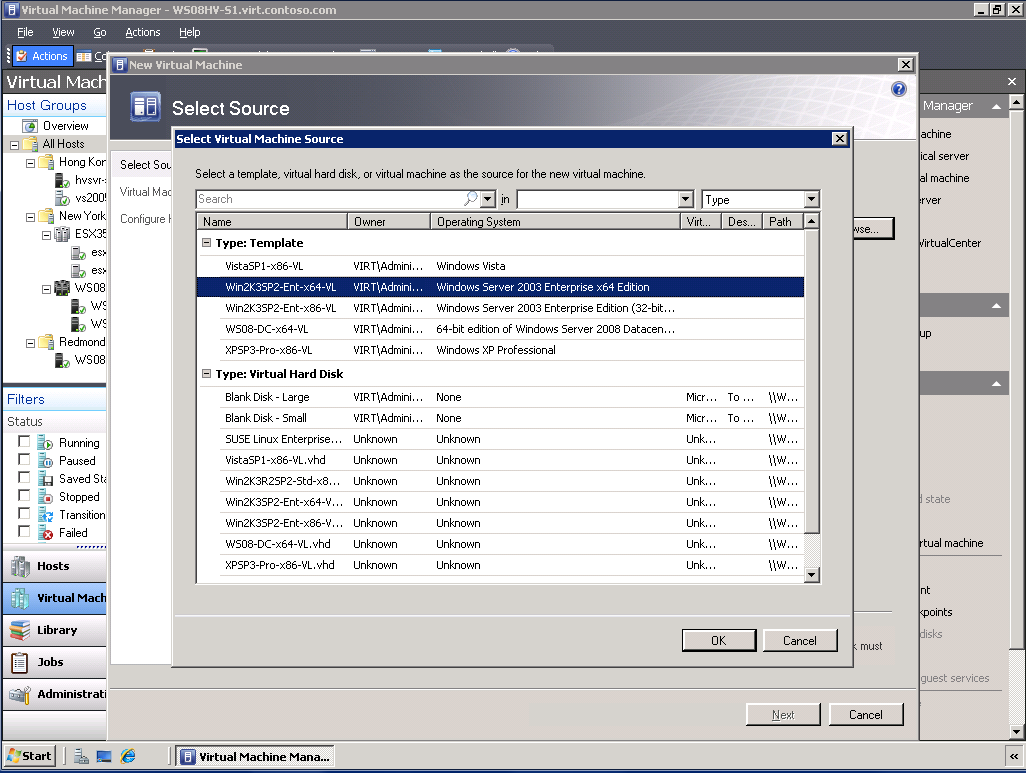 Virtual Machine Manager - WS08HV-S1.virt.contoso.com
File View Go Actions Help
Actions
Virtual Mach
Host Groups
Overview
All Hosts
Hong Kon
hvsvr-
vs2005
New York
ESX35
esx
esx
WS08
WS
WS
Redmond
WS08
Filters
Status
Running
Paused
Saved Sta
Stopped
Transition
Failed
Hosts
Virtual Mach
Library
Jobs
Administrati
New Virtual Machine
Select Source
Select Sou
Virtual Mac
Configure H
Select Virtual Machine Source
Select a template, virtual hard disk, or virtual machine as the source for the new virtual machine.
Search in Type
Name Owner Operating System Virt... Des... Path
Type: Template
VistaSP1-x86-VL VIRT\Admini... Windows Vista
Win2K3SP2-Ent-x64-VL VIRT\Admini... Windows Server 2003 Enterprise x64 Edition
Win2K3SP2-Ent-x86-VL VIRT\Admini... Windows Server 2003 Enterprise Edition (32-bit...
WS08-DC-x64-VL VIRT\Admini... 64-bit edition of Windows Server 2008 Datacen...
XPSP3-Pro-x86-VL VIRT\Admini... Windows XP Professional
Type: Virtual Hard Disk
Blank Disk - Large VIRT\Admini... None Micr... To ... \\W...
Blank Disk - Small VIRT\Admini... None Micr... To ... \\W...
SUSE Linux Enterprise... Unknown Unknown Unk... \\W...
VistaSP1-x86-VL.vhd Unknown Unknown Unk... \\W...
Win2K3R2SP2-Std-x8... Unknown Unknown Unk... \\W...
Win2K3SP2-Ent-x64-V... Unknown Unknown Unk... \\W...
Win2K3SP2-Ent-x86-V... Unknown Unknown Unk... \\W...
WS08-DC-x64-VL.vhd Unknown Unknown Unk... \\W...
XPSP3-Pro-x86-VL.vhd Unknown Unknown Unk... \\W...
OK Cancel
Next Cancel
wse...
k must
Manager
achine
ical server
ual machine
erver
VirtualCenter
up
d state
rtual machine
nt
kpoints
disks
guest services
Start Virtual Machine Mana...